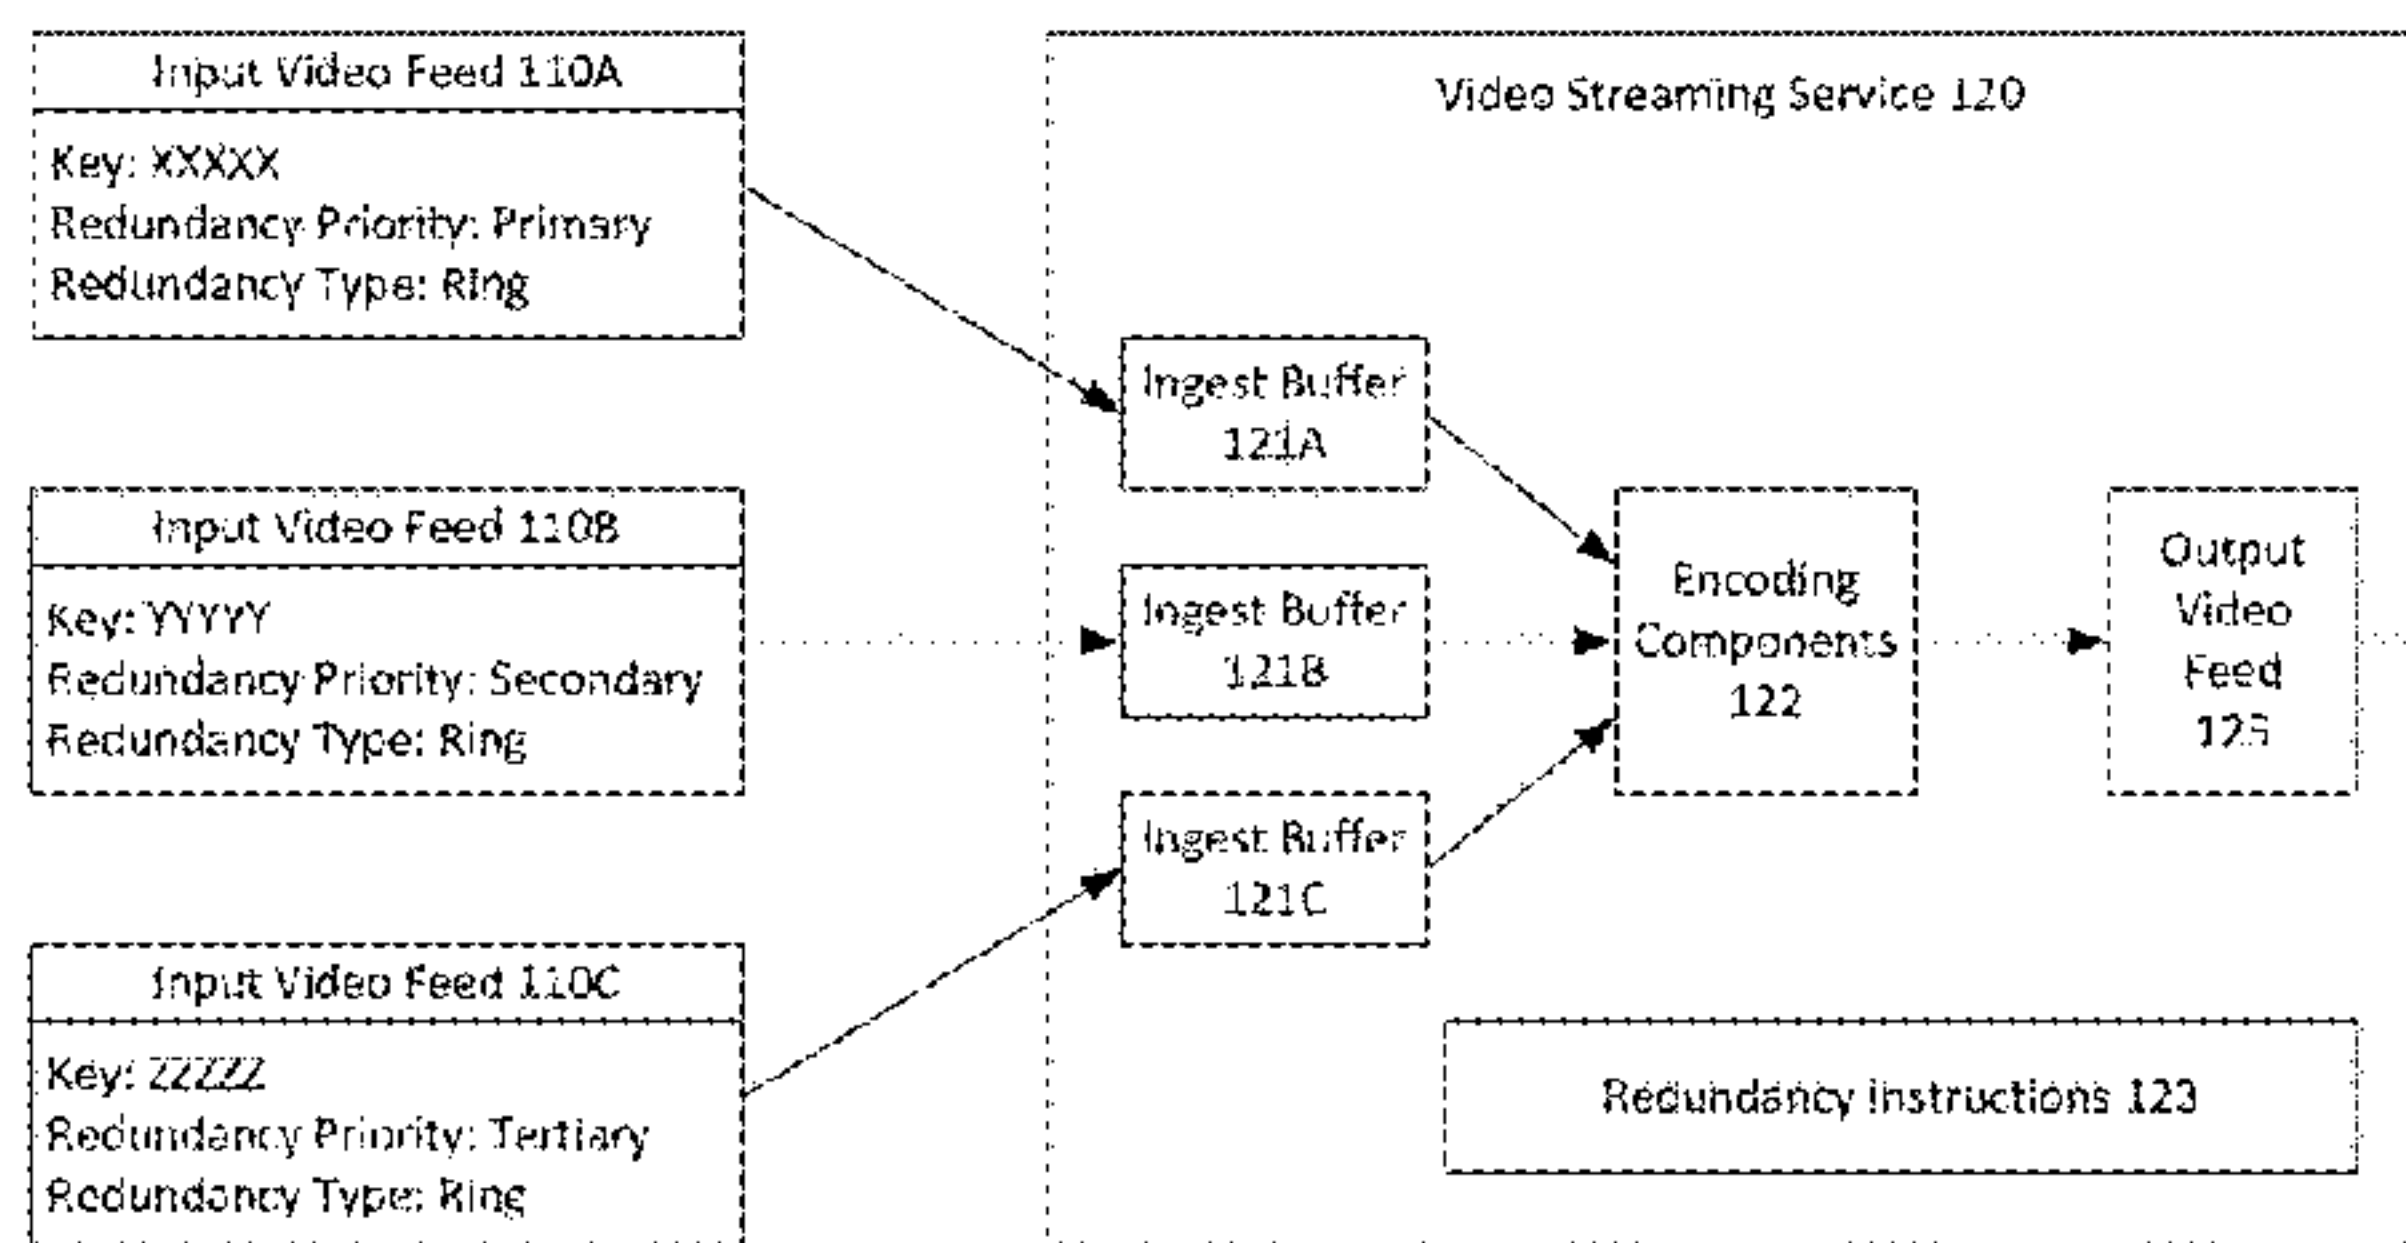 Input Video Feed 110A
Key: XXXXX
Redundancy Priority: Primary
Redundancy Type: Ring
Video Streaming Service 120
Ingest Buffer
121A
Input Video Feed 110B
Key: YYYYY
Redundancy Priority: Secondary
Redundancy Type: Ring
Ingest Buffer
121B
Encoding
Components
122
Output
Video
Feed
125
Ingest Buffer
121C
Input Video Feed 110C
Key: ZZZZZ
Redundancy Priority: Tertiary
Redundancy Type: Ring
Redundancy Instructions 123